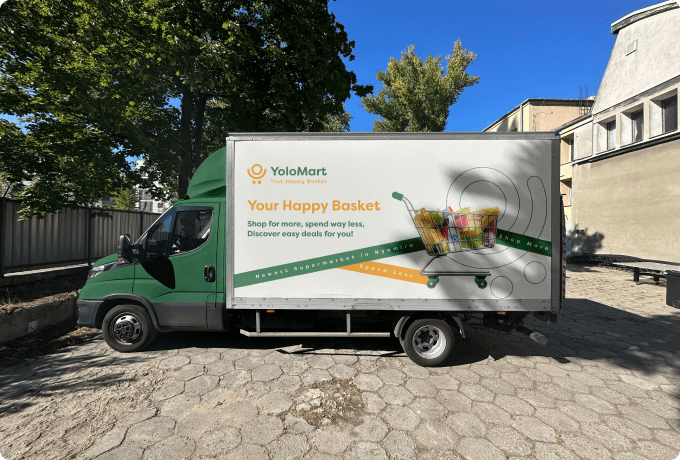 YoloMart
Your Happy Basket
Your Happy Basket
Shop for more, spend way less,
Discover easy deals for you!
Newest Supermarket in Nyamira
Spend Less
Shop More